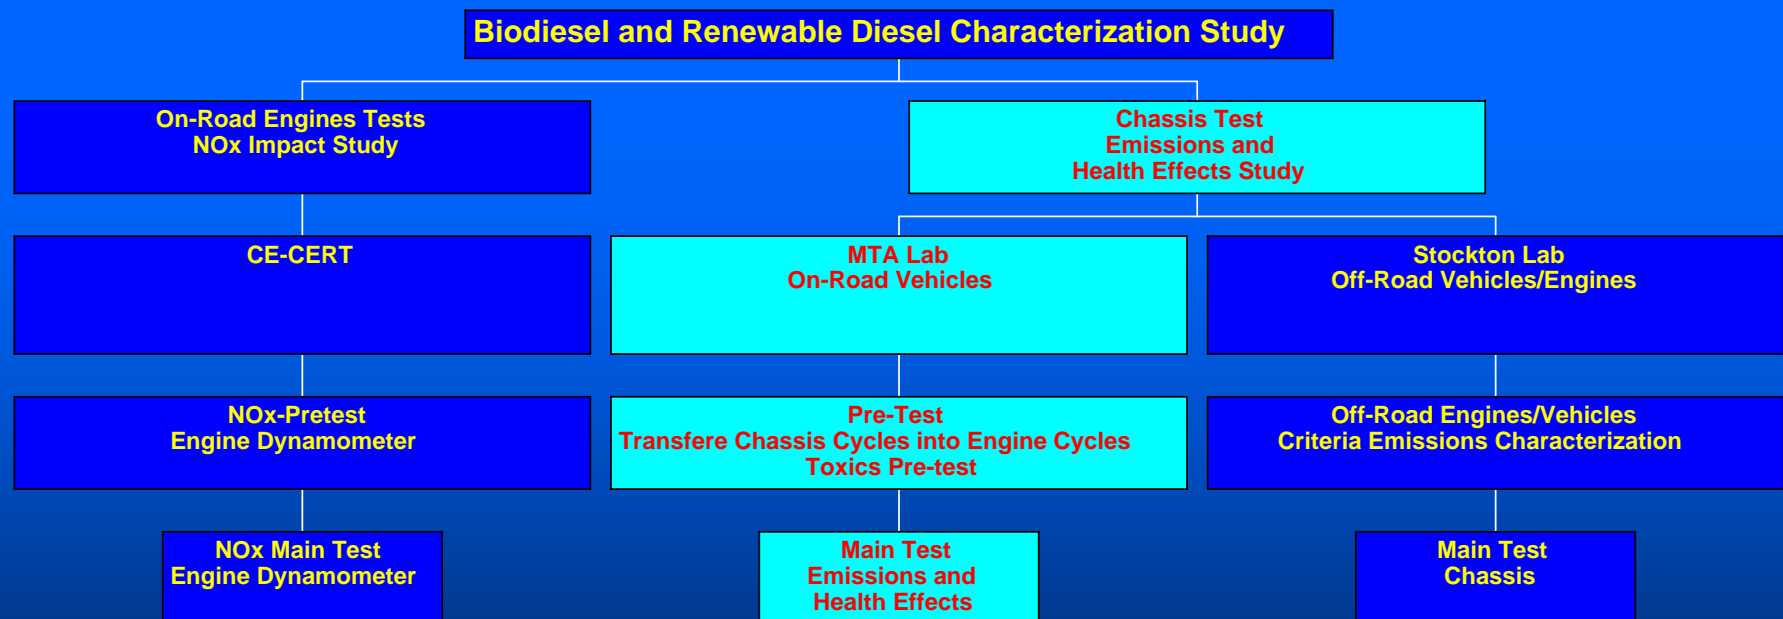 Biodiesel and Renewable Diesel Characterization Study
On-Road Engines Tests
NOx Impact Study
Chassis Test
Emissions and
Health Effects Study
CE-CERT
MTA Lab
On-Road Vehicles
Stockton Lab
Off-Road Vehicles/Engines
NOx-Pretest
Engine Dynamometer
Pre-Test
Transfere Chassis Cycles into Engine Cycles
Toxics Pre-test
Off-Road Engines/Vehicles
Criteria Emissions Characterization
NOx Main Test
Engine Dynamometer
Main Test
Emissions and
Health Effects
Main Test
Chassis